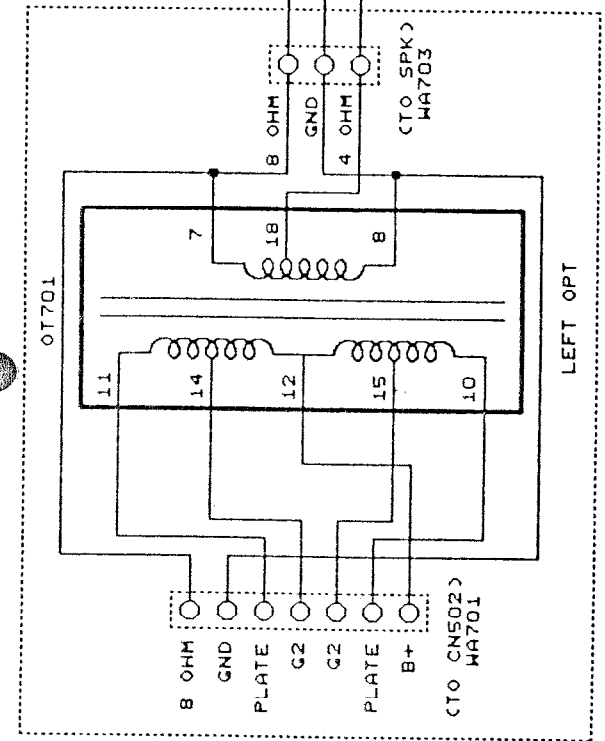 8 OHM
GND
4 OHM
(TO SPK)
WA703
7
18
8
OT701
LEFT OPT
11
14
12
15
10
8 OHM
GND
PLATE
G2
G2
PLATE
B+
(TO CN502)
WA701